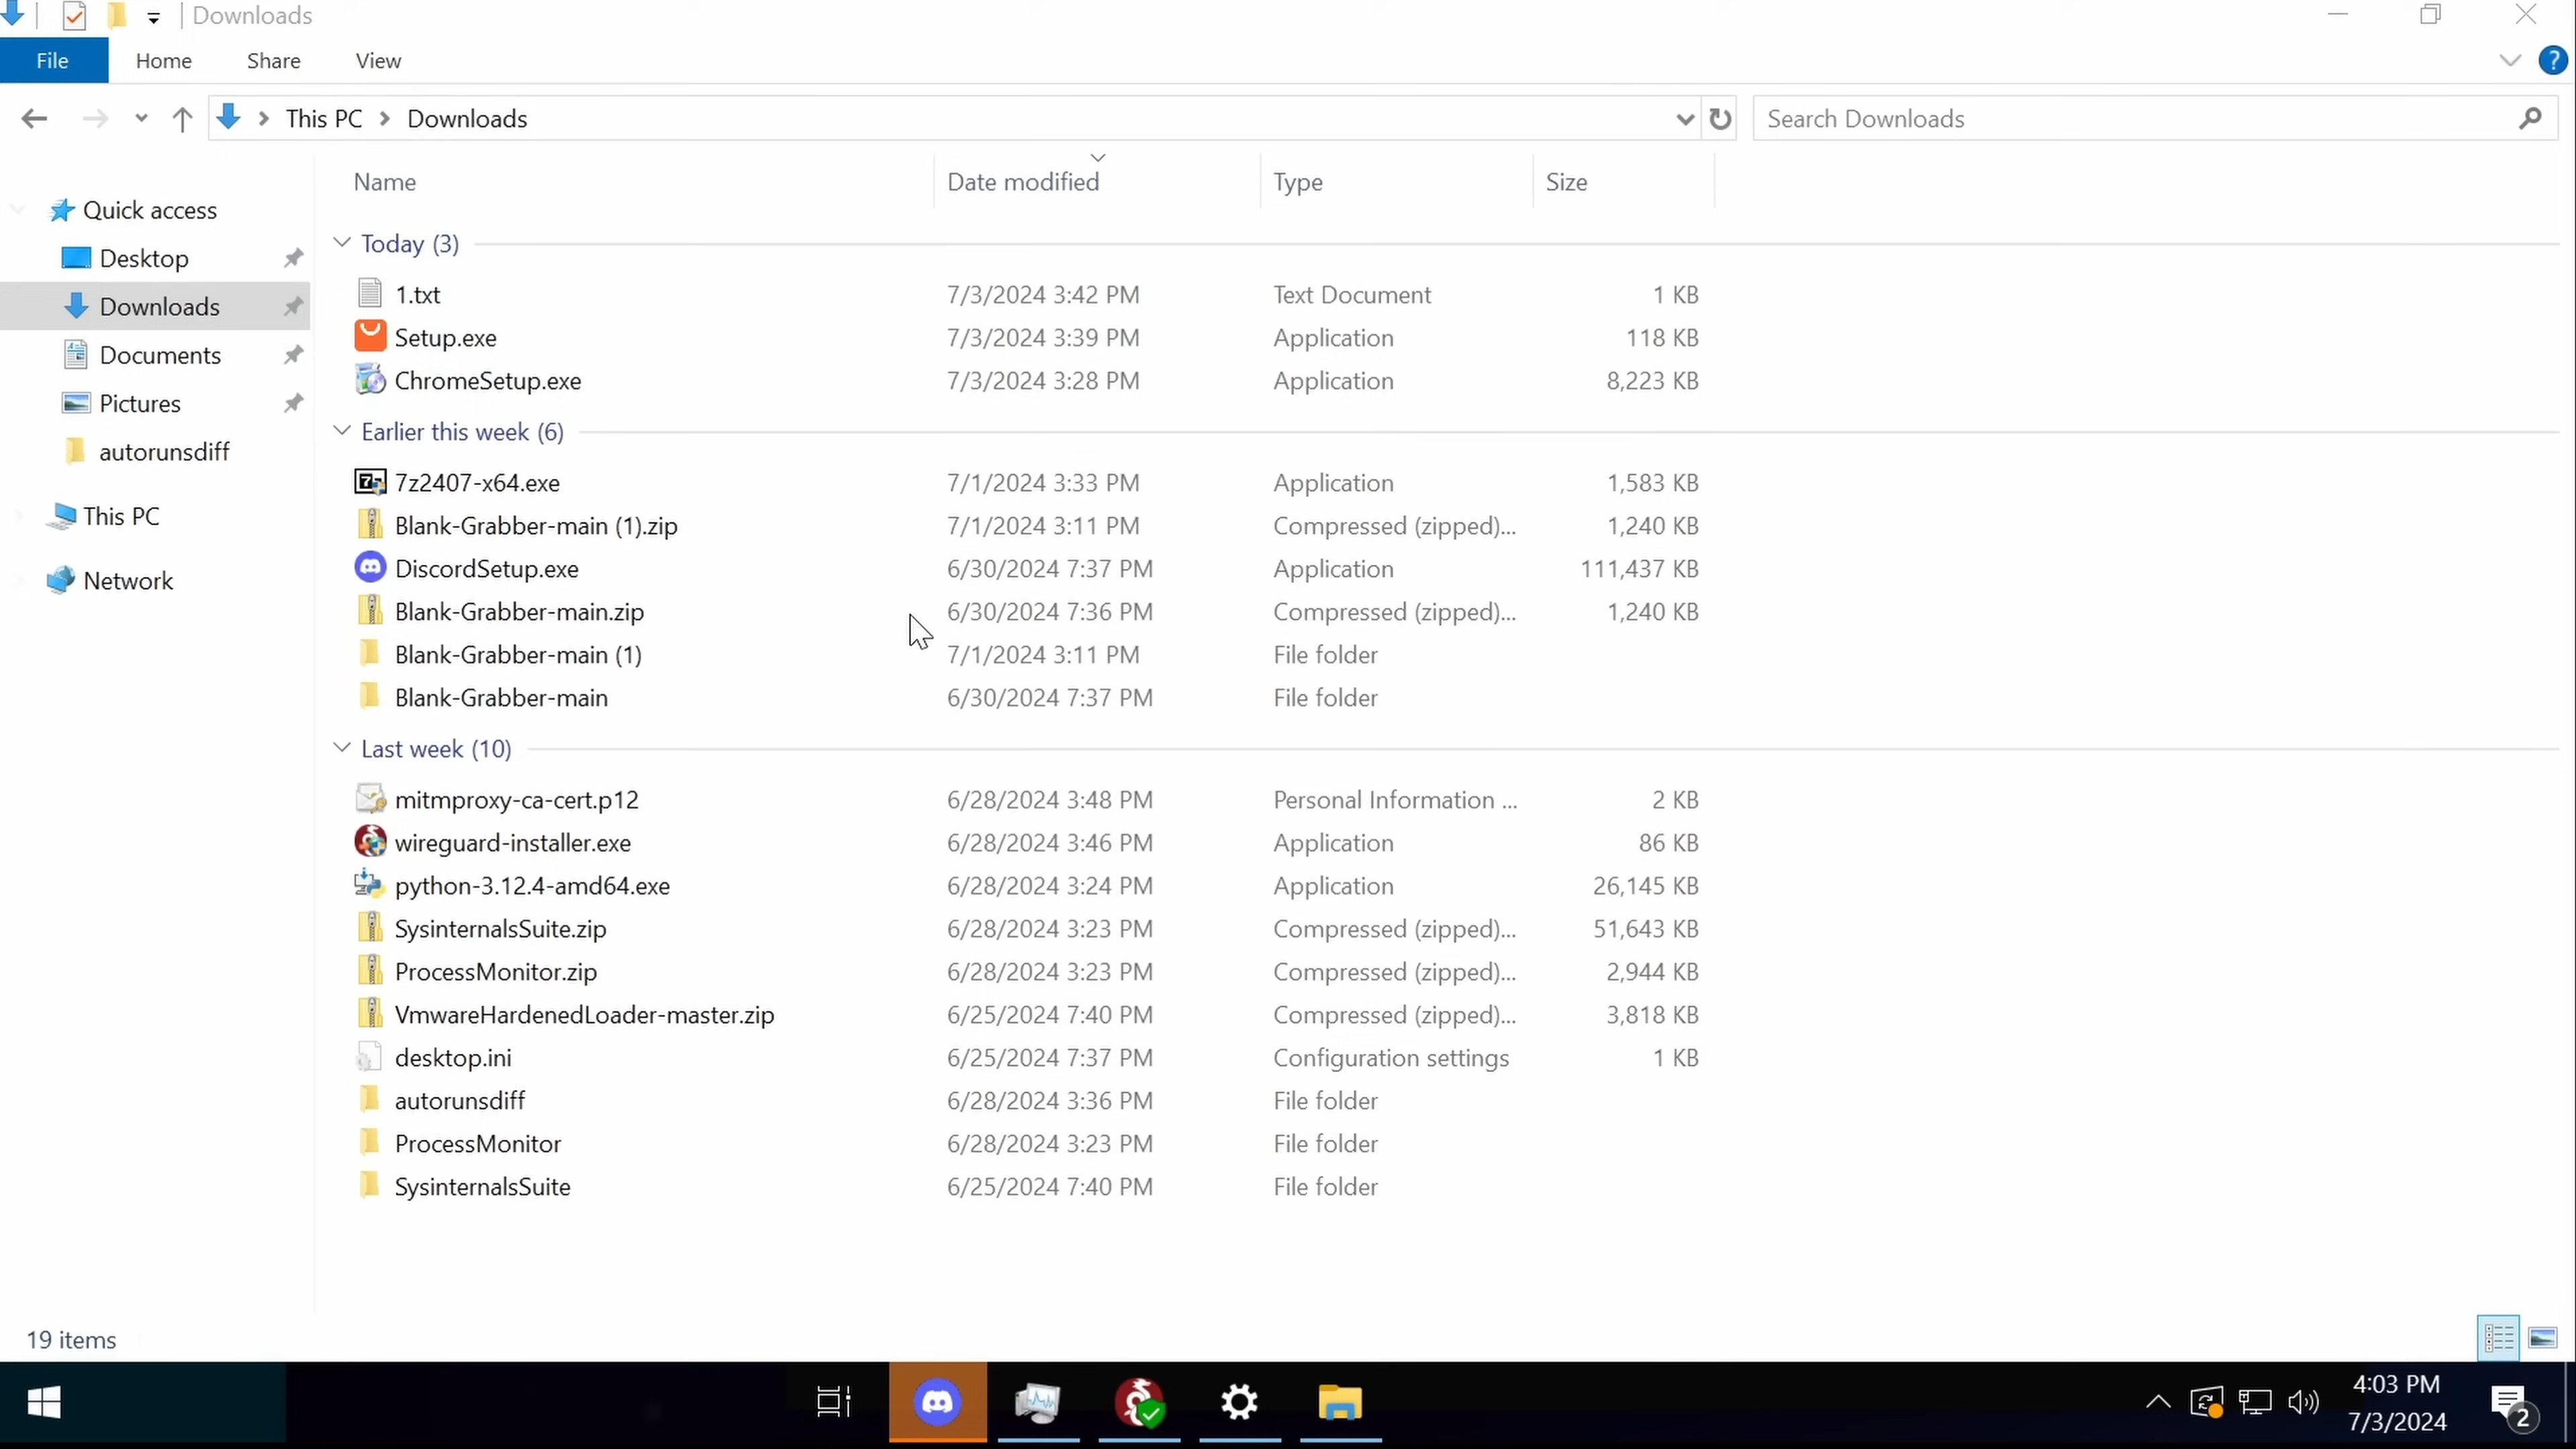 Downloads
File Home Share View
This PC Downloads Search Downloads
Name Date modified Type Size
Quick access
Desktop
Downloads
Documents
Pictures
autorunsdiff
This PC
Network
Today (3)
1.txt 7/3/2024 3:42 PM Text Document 1 KB
Setup.exe 7/3/2024 3:39 PM Application 118 KB
ChromeSetup.exe 7/3/2024 3:28 PM Application 8,223 KB
Earlier this week (6)
7z2407-x64.exe 7/1/2024 3:33 PM Application 1,583 KB
Blank-Grabber-main (1).zip 7/1/2024 3:11 PM Compressed (zipped)... 1,240 KB
DiscordSetup.exe 6/30/2024 7:37 PM Application 111,437 KB
Blank-Grabber-main.zip 6/30/2024 7:36 PM Compressed (zipped)... 1,240 KB
Blank-Grabber-main (1) 7/1/2024 3:11 PM File folder
Blank-Grabber-main 6/30/2024 7:37 PM File folder
Last week (10)
mitmproxy-ca-cert.p12 6/28/2024 3:48 PM Personal Information ... 2 KB
wireguard-installer.exe 6/28/2024 3:46 PM Application 86 KB
python-3.12.4-amd64.exe 6/28/2024 3:24 PM Application 26,145 KB
SysinternalsSuite.zip 6/28/2024 3:23 PM Compressed (zipped)... 51,643 KB
ProcessMonitor.zip 6/28/2024 3:23 PM Compressed (zipped)... 2,944 KB
VmwareHardenedLoader-master.zip 6/25/2024 7:40 PM Compressed (zipped)... 3,818 KB
desktop.ini 6/25/2024 7:37 PM Configuration settings 1 KB
autorunsdiff 6/28/2024 3:36 PM File folder
ProcessMonitor 6/28/2024 3:23 PM File folder
SysinternalsSuite 6/25/2024 7:40 PM File folder
19 items
4:03 PM
7/3/2024
2